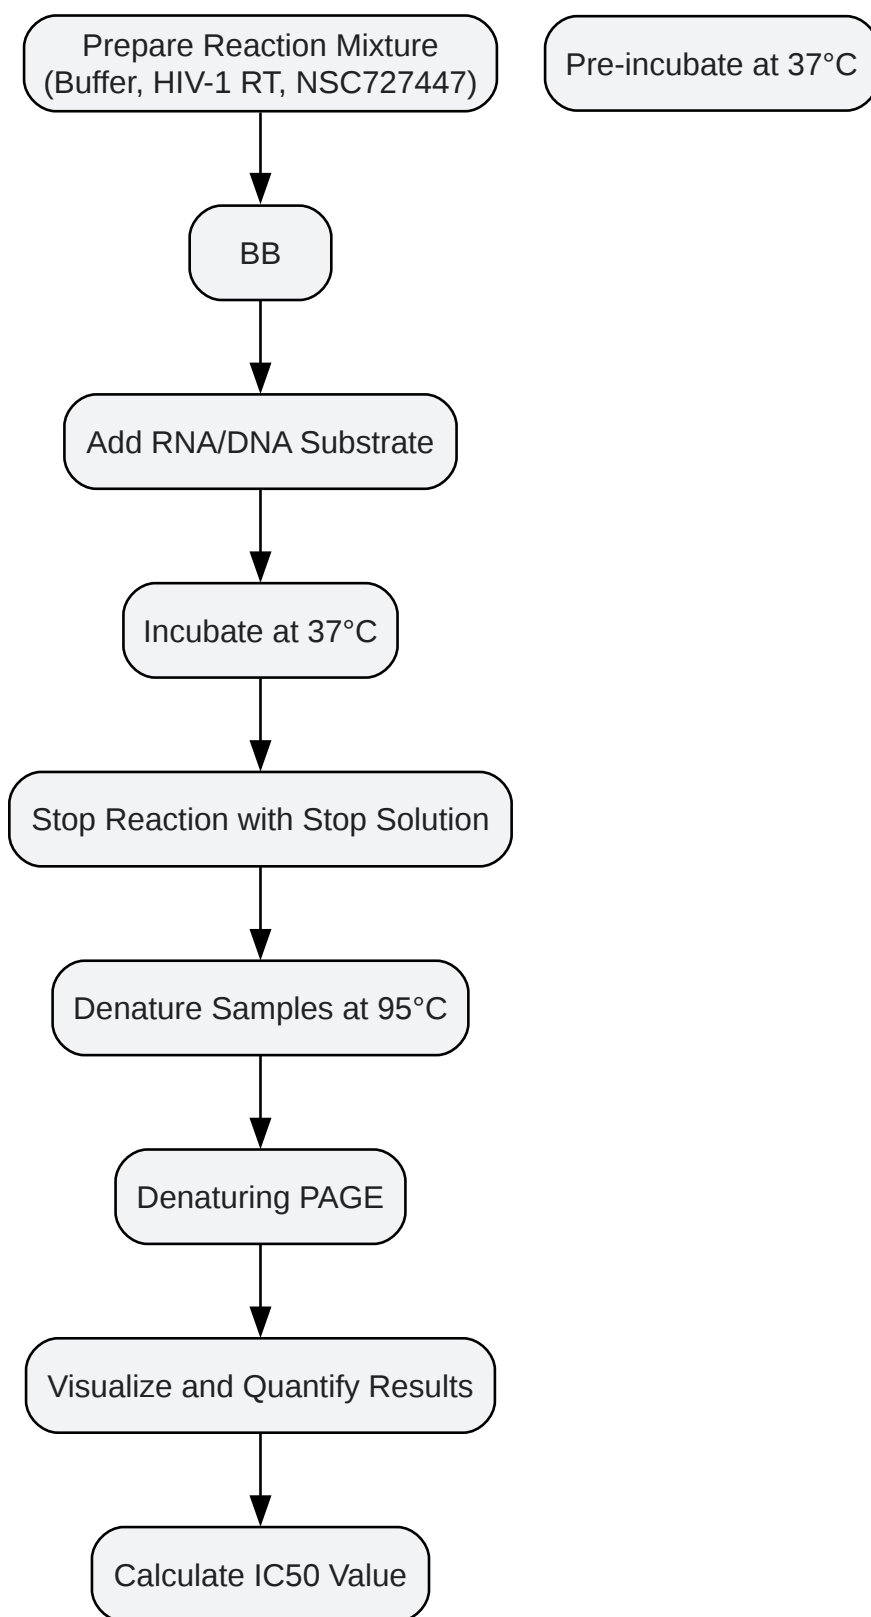 Prepare Reaction Mixture
(Buffer, HIV-1 RT, NSC727447)
Pre-incubate at 37°C
BB
Add RNA/DNA Substrate
Incubate at 37°C
Stop Reaction with Stop Solution
Denature Samples at 95°C
Denaturing PAGE
Visualize and Quantify Results
Calculate IC50 Value